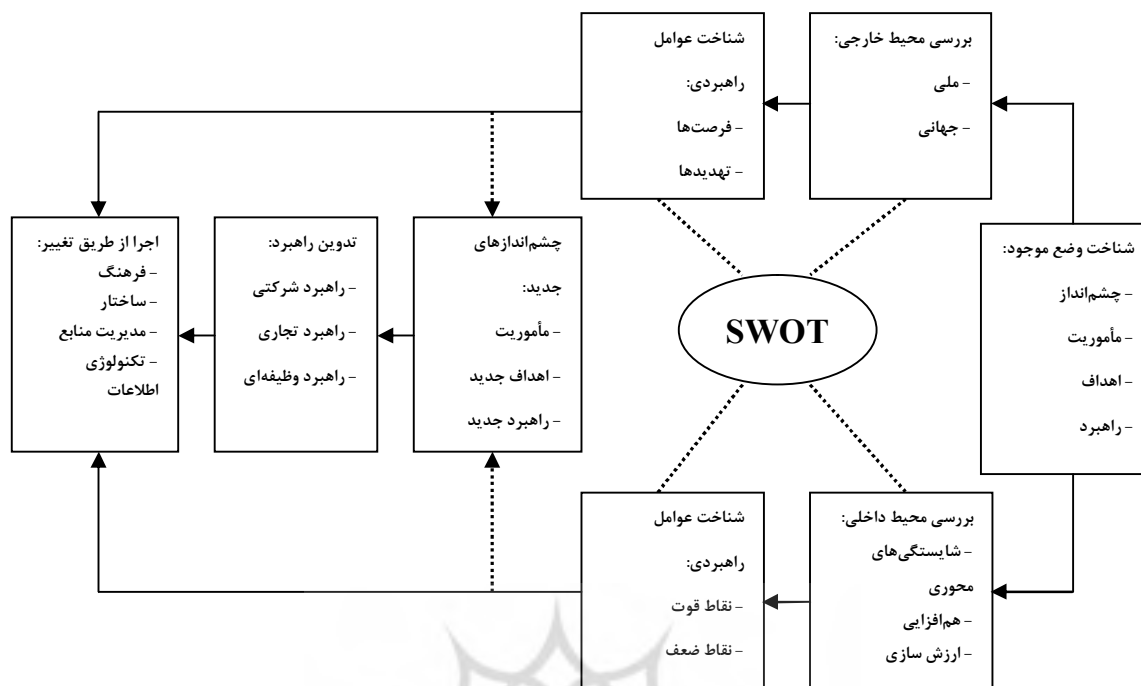 شناخت وضع موجود:
- چشم‌انداز
- مأموریت
- اهداف
- راهبرد
بررسی محیط خارجی:
- ملی
- جهانی
شناخت عوامل
راهبردی:
- فرصت‌ها
- تهدیدها
SWOT
بررسی محیط داخلی:
- شایستگی‌های
محوری
- هم‌افزایی
- ارزش سازی
شناخت عوامل
راهبردی:
- نقاط قوت
- نقاط ضعف
چشم‌اندازهای
جدید:
- مأموریت
- اهداف جدید
- راهبرد جدید
تدوین راهبرد:
- راهبرد شرکتی
- راهبرد تجاری
- راهبرد وظیفه‌ای
اجرا از طریق تغییر:
- فرهنگ
- ساختار
- مدیریت منابع
- تکنولوژی
اطلاعات